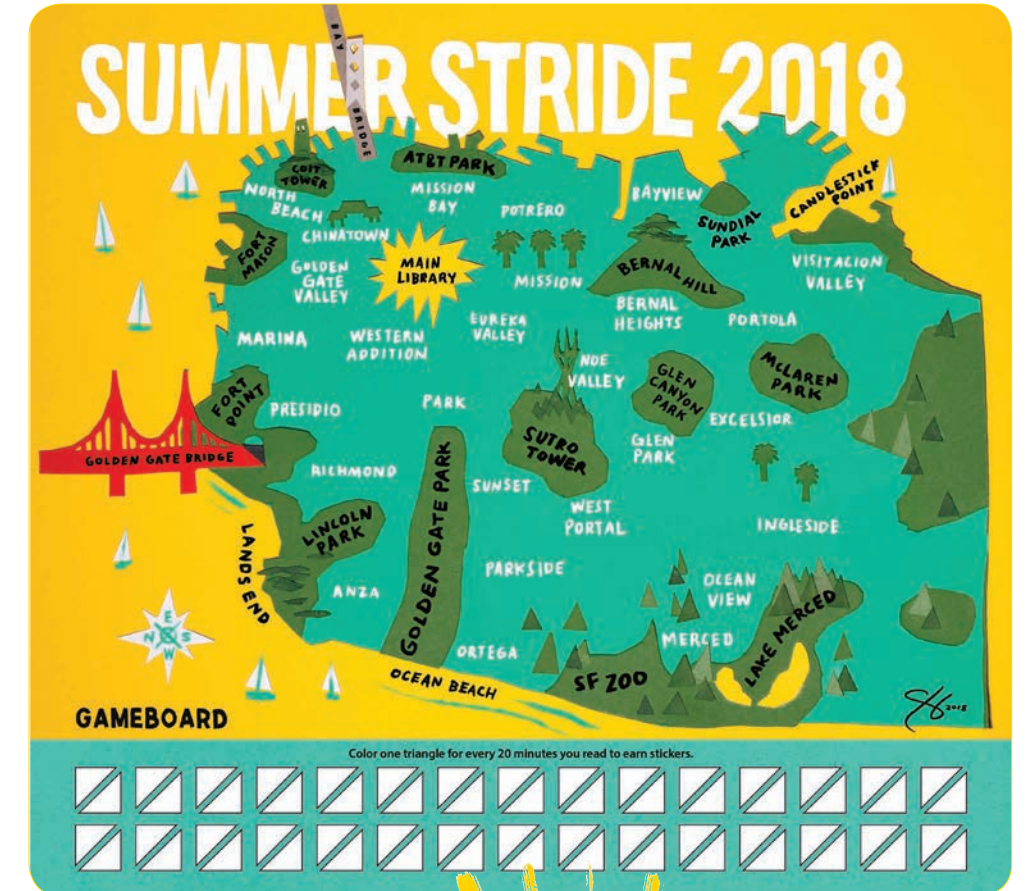 SUMMER STRIDE 2018
BAY
BRIDGE
COIT
TOWER
AT&T PARK
NORTH
BEACH
MISSION
BAY
POTRERO
BAYVIEW
SUNDIAL
PARK
CANDLESTICK
POINT
FORT
MASON
CHINATOWN
GOLDEN
GATE
VALLEY
MAIN
LIBRARY
MISSION
BERNAL HILL
VISITACION
VALLEY
MARINA
WESTERN
ADDITION
EUREKA
VALLEY
BERNAL
HEIGHTS
PORTOLA
NOE
VALLEY
GLEN
CANYON
PARK
McLAREN
PARK
FORT
POINT
PRESIDIO
PARK
EXCELSIOR
GOLDEN GATE BRIDGE
SUTRO
TOWER
GLEN
PARK
RICHMOND
GOLDEN GATE PARK
SUNSET
WEST
PORTAL
INGLESIDE
LINCOLN
PARK
LANDS END
ANZA
PARKSIDE
OCEAN
VIEW
MERCED
LAKE MERCED
E
N S
W
ORTEGA
OCEAN BEACH
SF ZOO
2018
GAMEBOARD
Color one triangle for every 20 minutes you read to earn stickers.